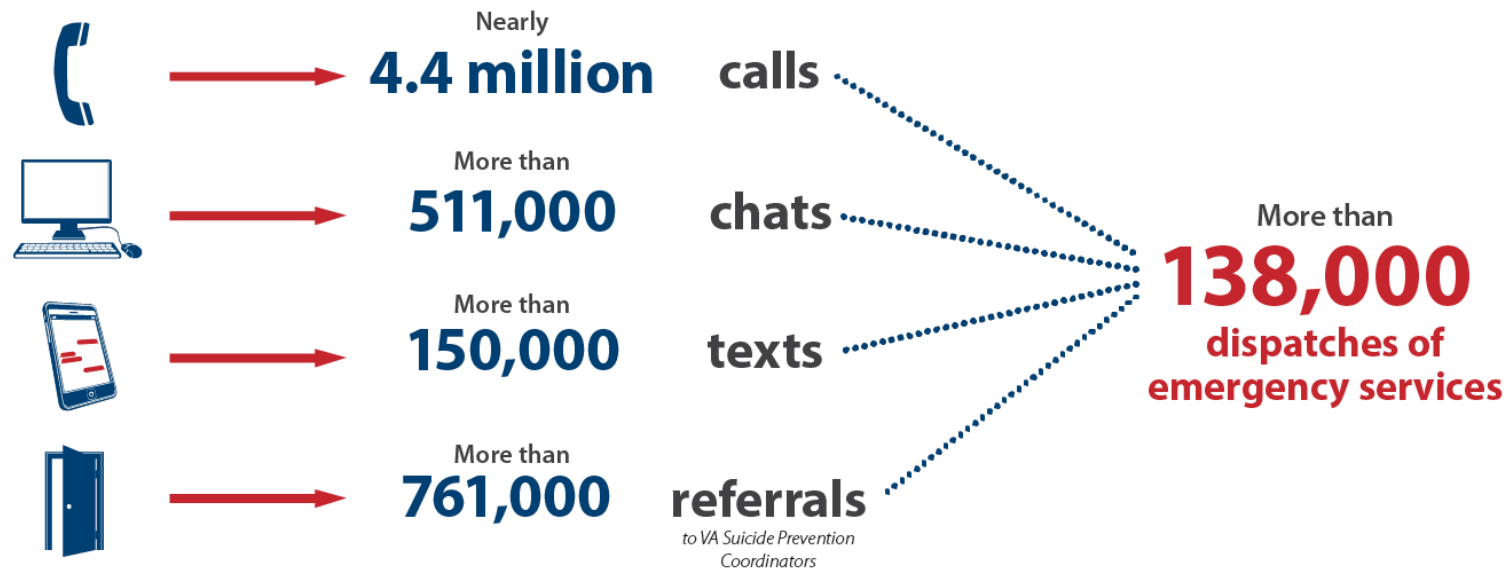 Nearly
4.4 million calls
More than
511,000 chats
More than
150,000 texts
More than
761,000 referrals
to VA Suicide Prevention
Coordinators
More than
138,000
dispatches of
emergency services